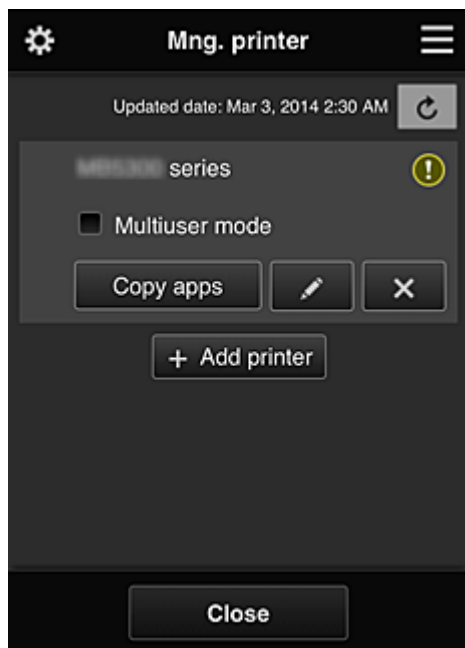 Mng. printer
Updated date: Mar 3, 2014 2:30 AM
series
Multiuser mode
Copy apps
+ Add printer
Close